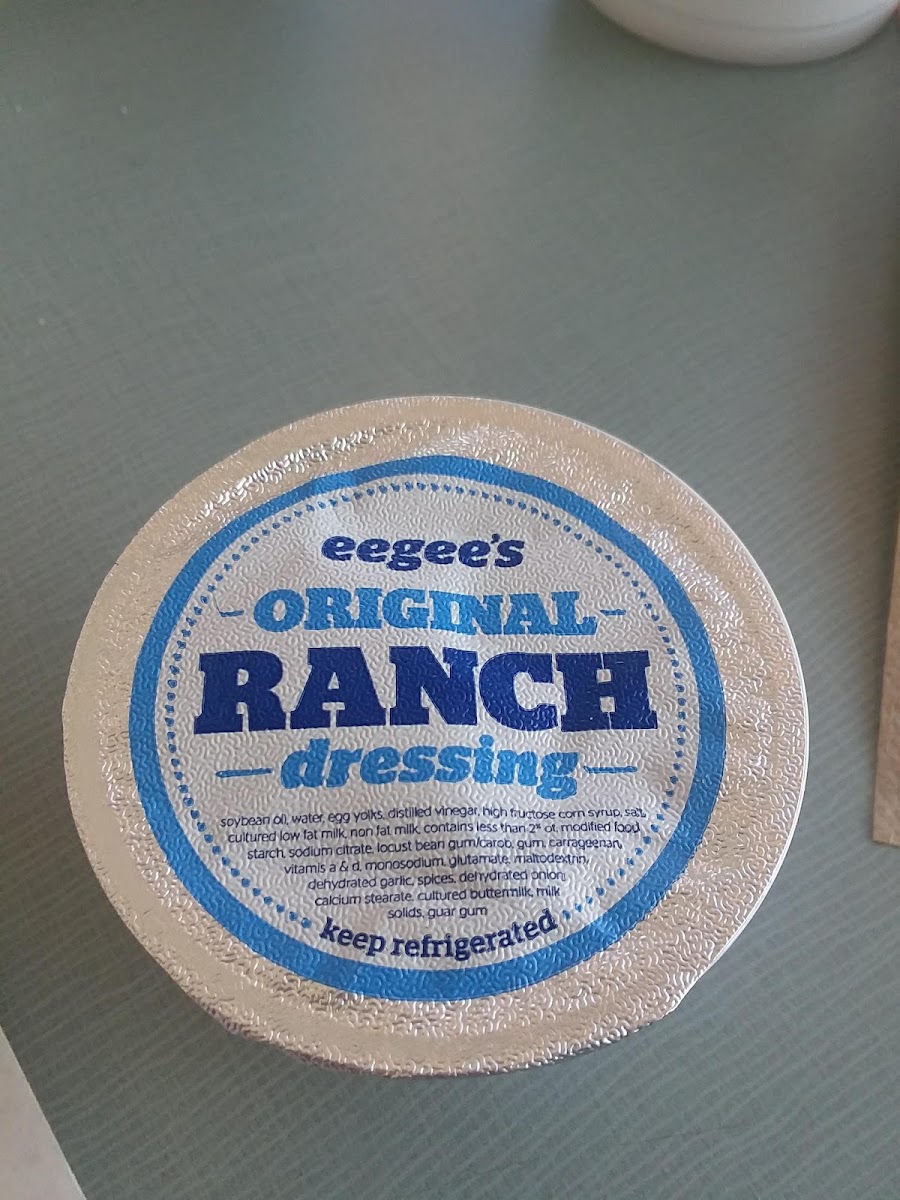 eegee's
ORIGINAL
RANCH
dressing
soybean oil, water, egg yolks, distilled vinegar, high fructose corn syrup, salt,
cultured low fat milk, non fat milk, contains less than 2% of: modified food
starch, sodium citrate, locust bean gum/carob, gum, carrageenan,
vitamis a & d, monosodium, glutamate, maltodextrin,
dehydrated garlic, spices, dehydrated onion,
calcium stearate, cultured buttermilk, milk
solids, guar gum
keep refrigerated